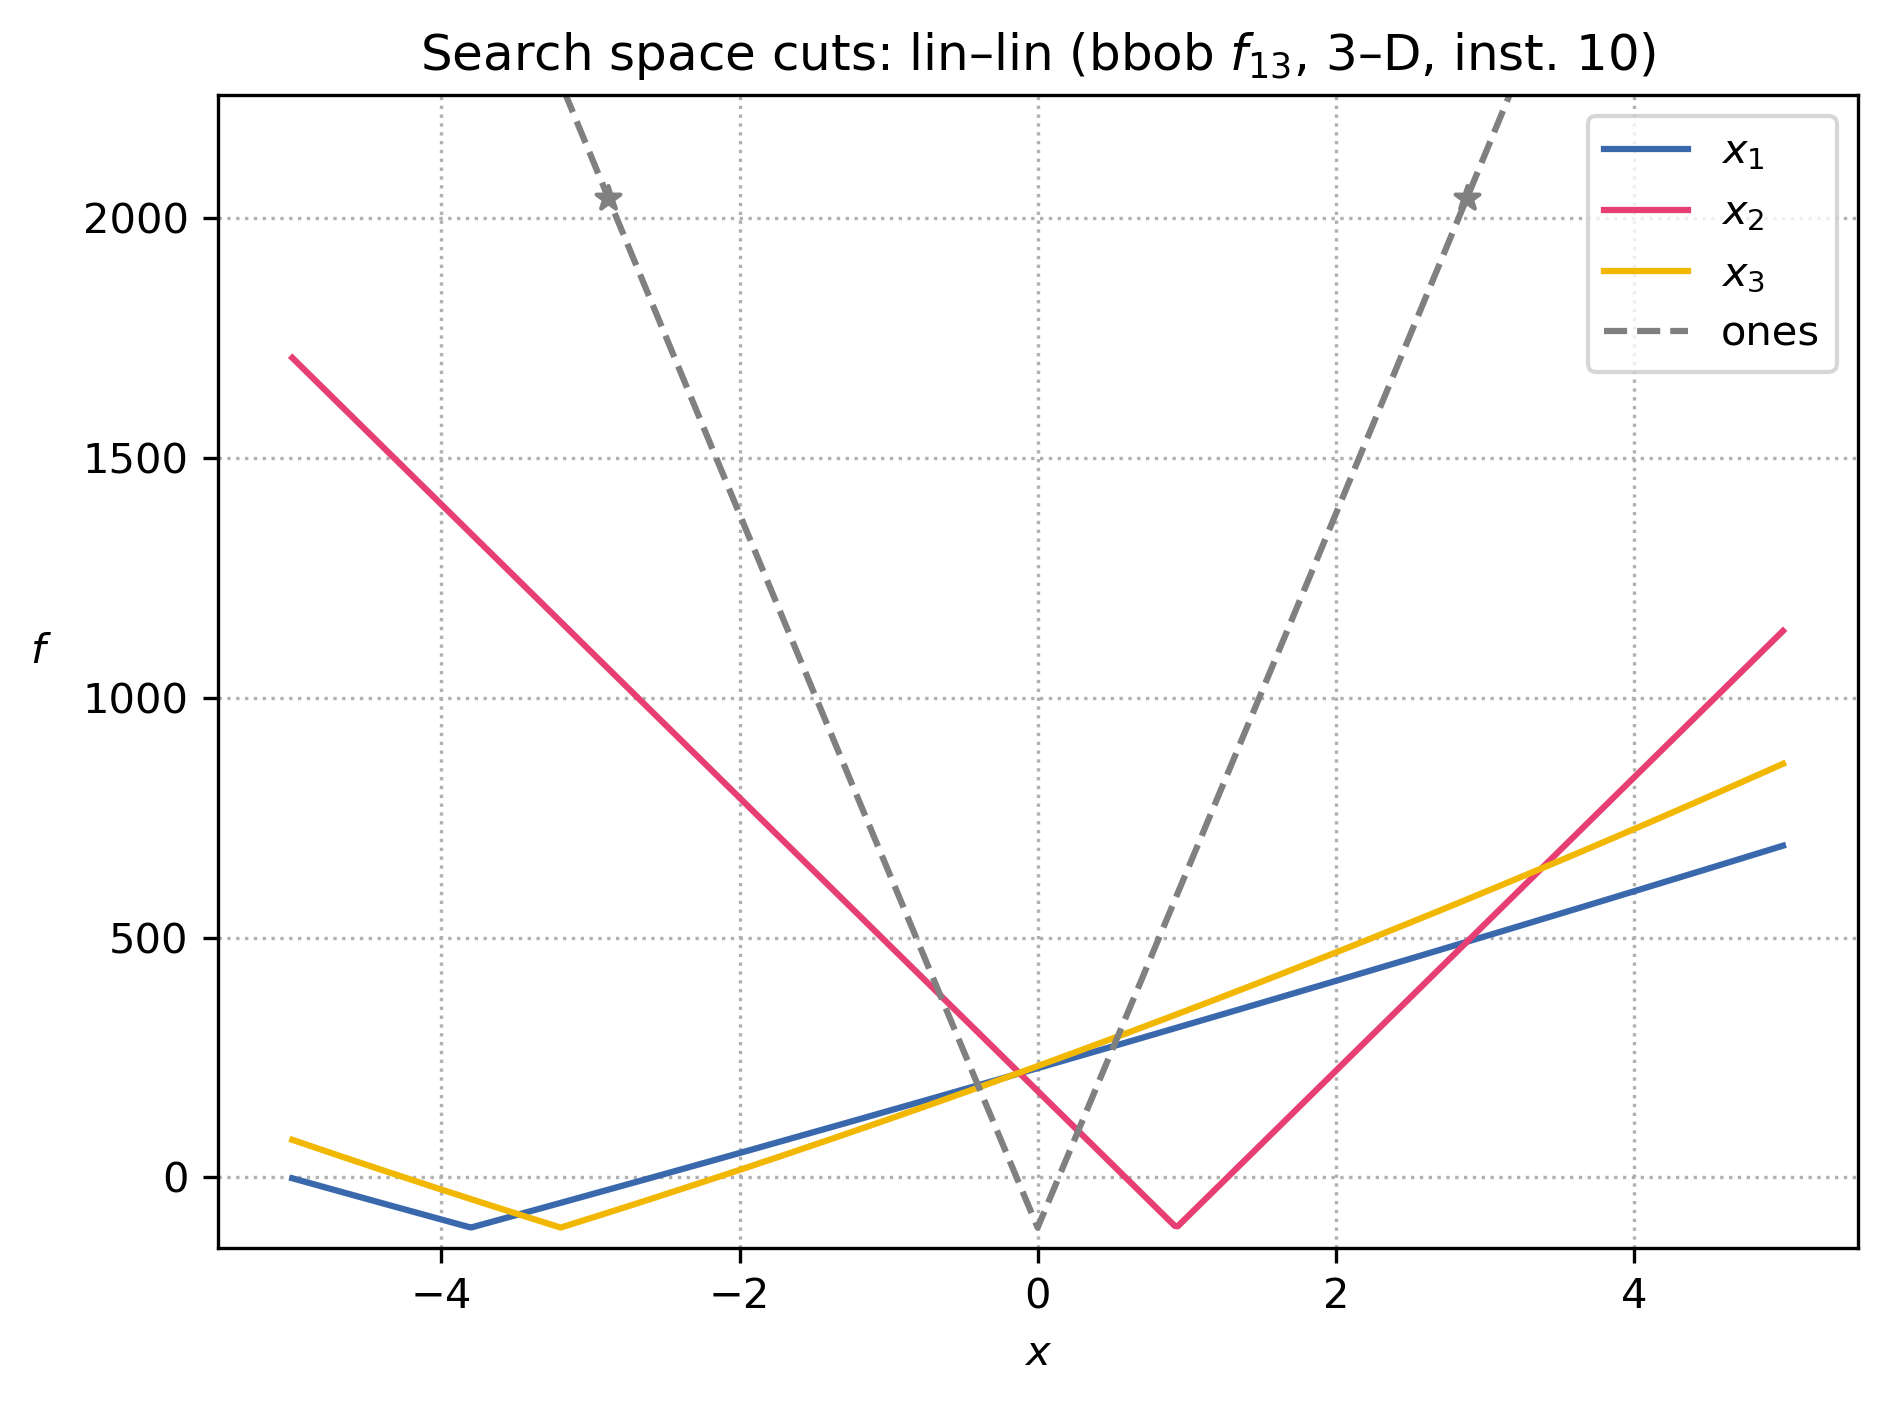 Search space cuts: lin–lin (bbob f₁₃, 3–D, inst. 10)
x₁
x₂
x₃
ones
2000
1500
1000
500
0
f
−4 −2 0 2 4
x